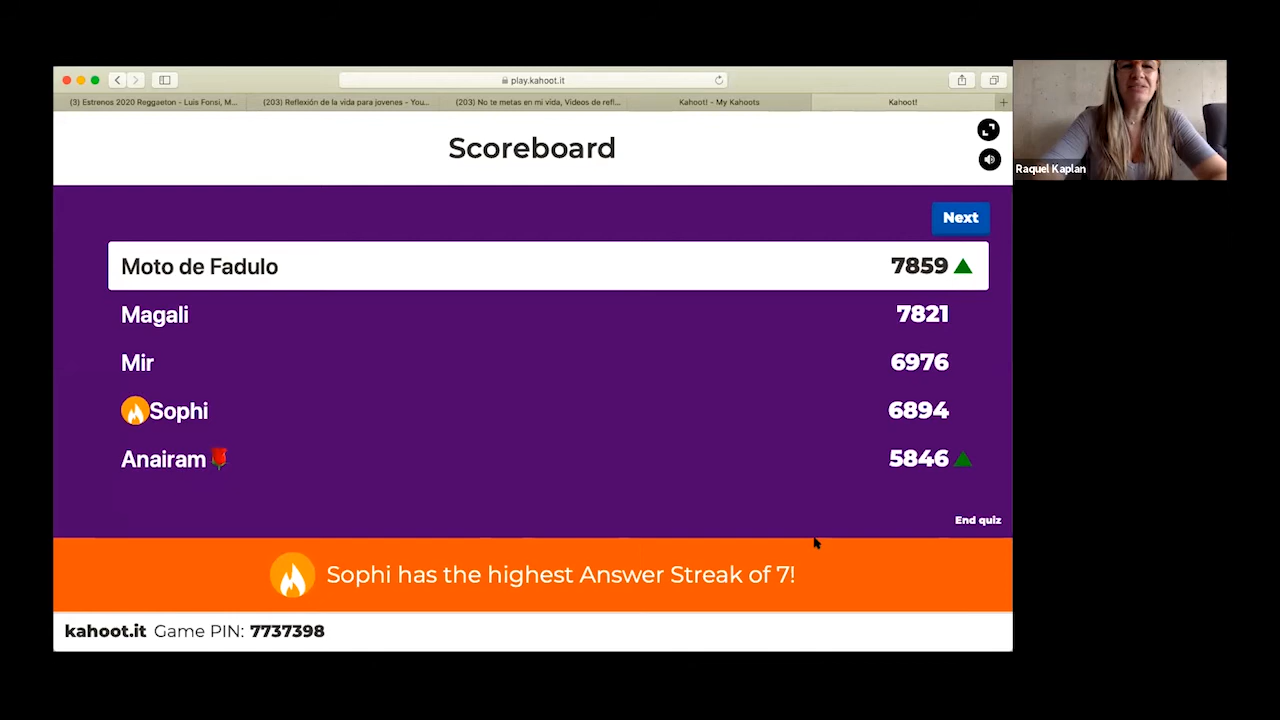 play.kahoot.it
(3) Estrenos 2020 Reggaeton - Luis Fonsi, M...
(203) Reflexión de la vida para jovenes - You...
(203) No te metas en mi vida, Videos de refl...
Kahoot! - My Kahoots
Kahoot!
Scoreboard
Raquel Kaplan
Next
Moto de Fadulo 7859
Magali 7821
Mir 6976
Sophi 6894
Anairam🌹 5846
End quiz
Sophi has the highest Answer Streak of 7!
kahoot.it Game PIN: 7737398